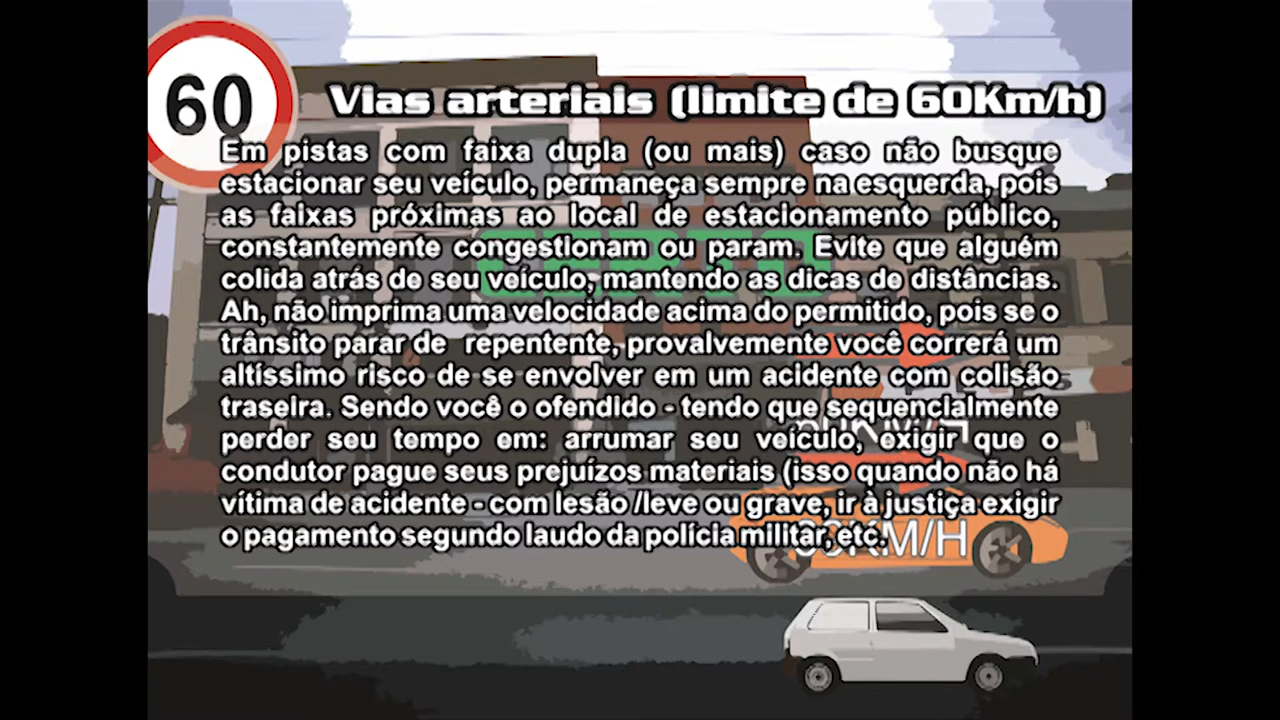 60
Vias arteriais (limite de 60Km/h)
Em pistas com faixa dupla (ou mais) caso não busque
estacionar seu veículo, permaneça sempre na esquerda, pois
as faixas próximas ao local de estacionamento público,
constantemente congestionam ou param. Evite que alguém
colida atrás de seu veículo, mantendo as dicas de distâncias.
Ah, não imprima uma velocidade acima do permitido, pois se o
trânsito parar de repentente, provalvemente você correrá um
altíssimo risco de se envolver em um acidente com colisão
traseira. Sendo você o ofendido - tendo que sequencialmente
perder seu tempo em: arrumar seu veículo, exigir que o
condutor pague seus prejuízos materiais (isso quando não há
vítima de acidente - com lesão /leve ou grave, ir à justiça exigir
o pagamento segundo laudo da polícia militar, etc.
CERTO
KM/H